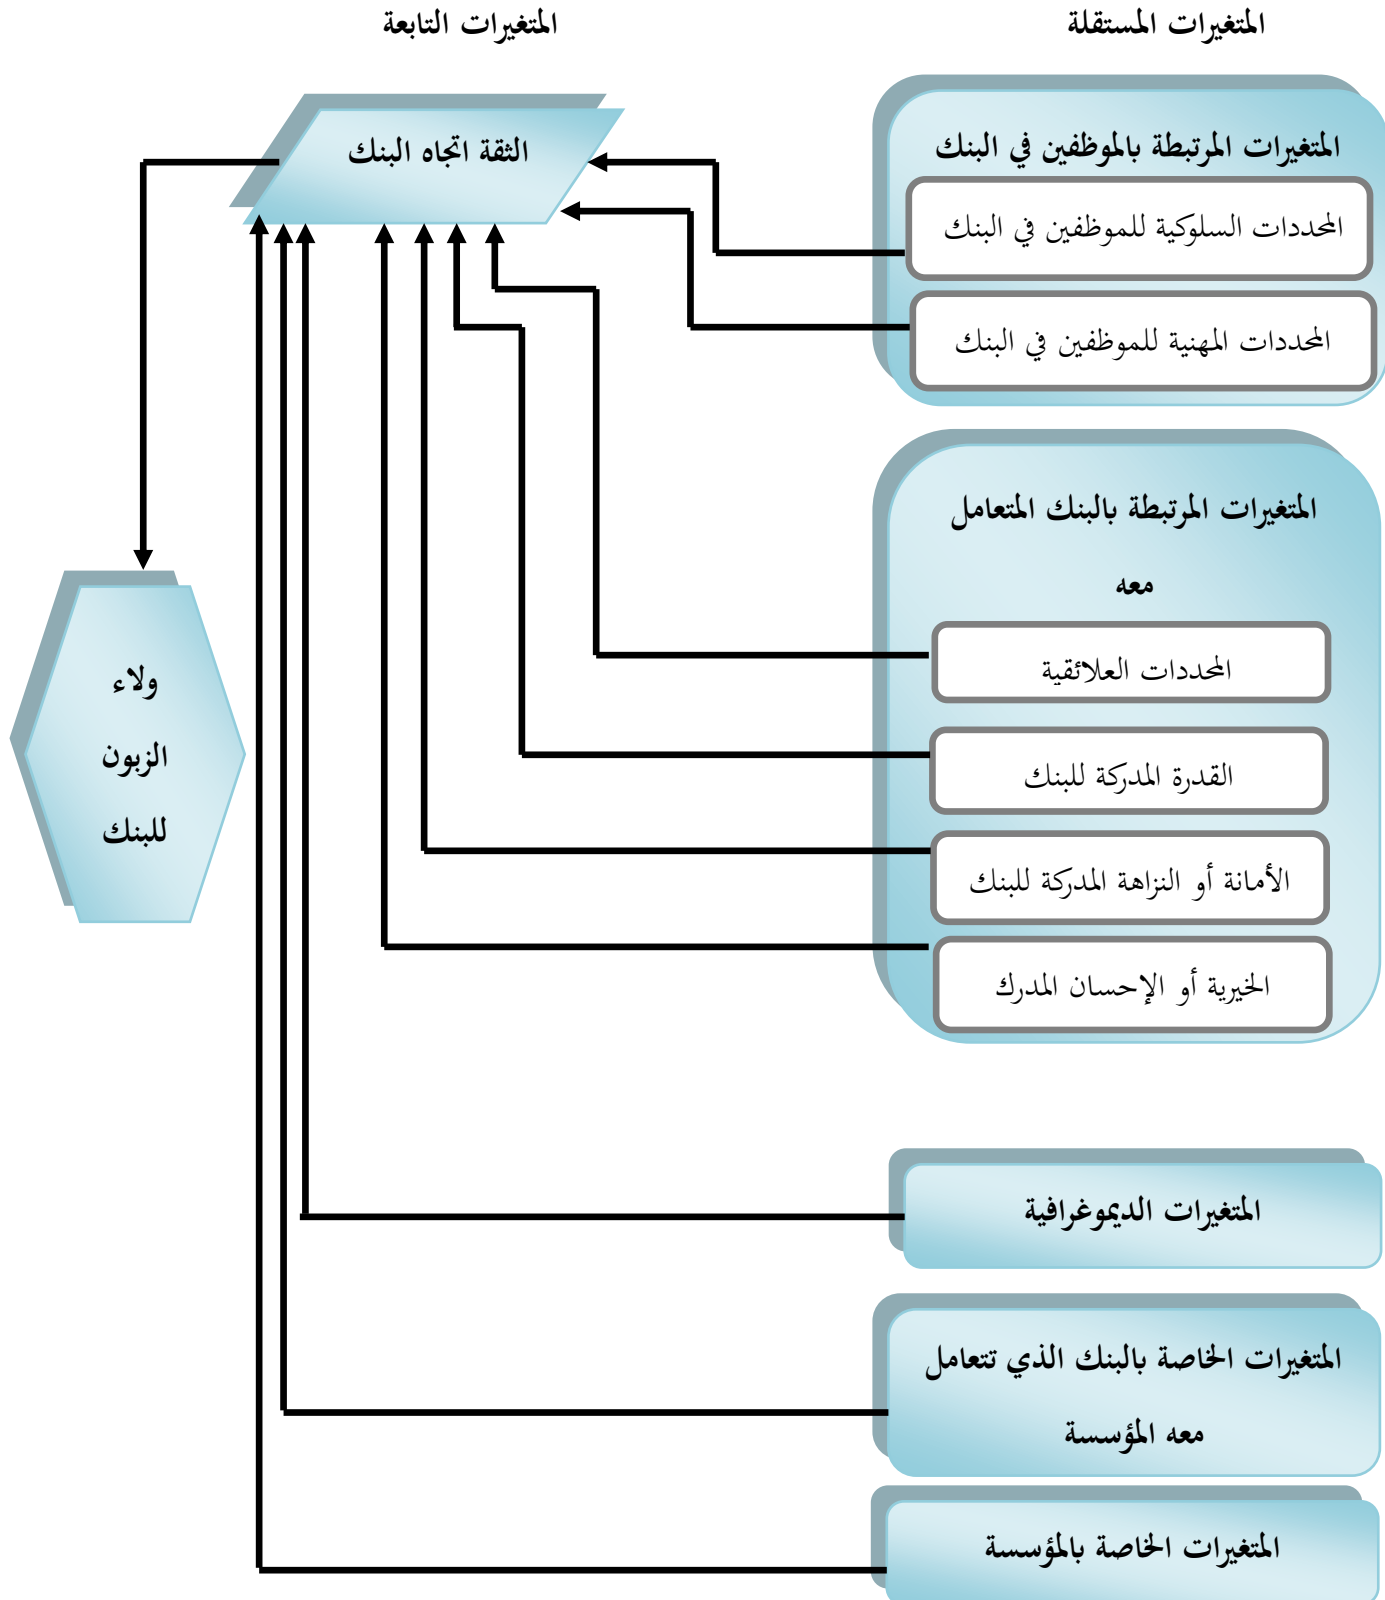 المتغيرات المستقلة
المتغيرات التابعة
المتغيرات المرتبطة بالموظفين في البنك
المحددات السلوكية للموظفين في البنك
المحددات المهنية للموظفين في البنك
الثقة اتجاه البنك
المتغيرات المرتبطة بالبنك المتعامل
معه
المحددات العلائقية
القدرة المدركة للبنك
الأمانة أو النزاهة المدركة للبنك
الخيرية أو الإحسان المدرك
ولاء
الزبون
للبنك
المتغيرات الديموغرافية
المتغيرات الخاصة بالبنك الذي تتعامل
معه المؤسسة
المتغيرات الخاصة بالمؤسسة